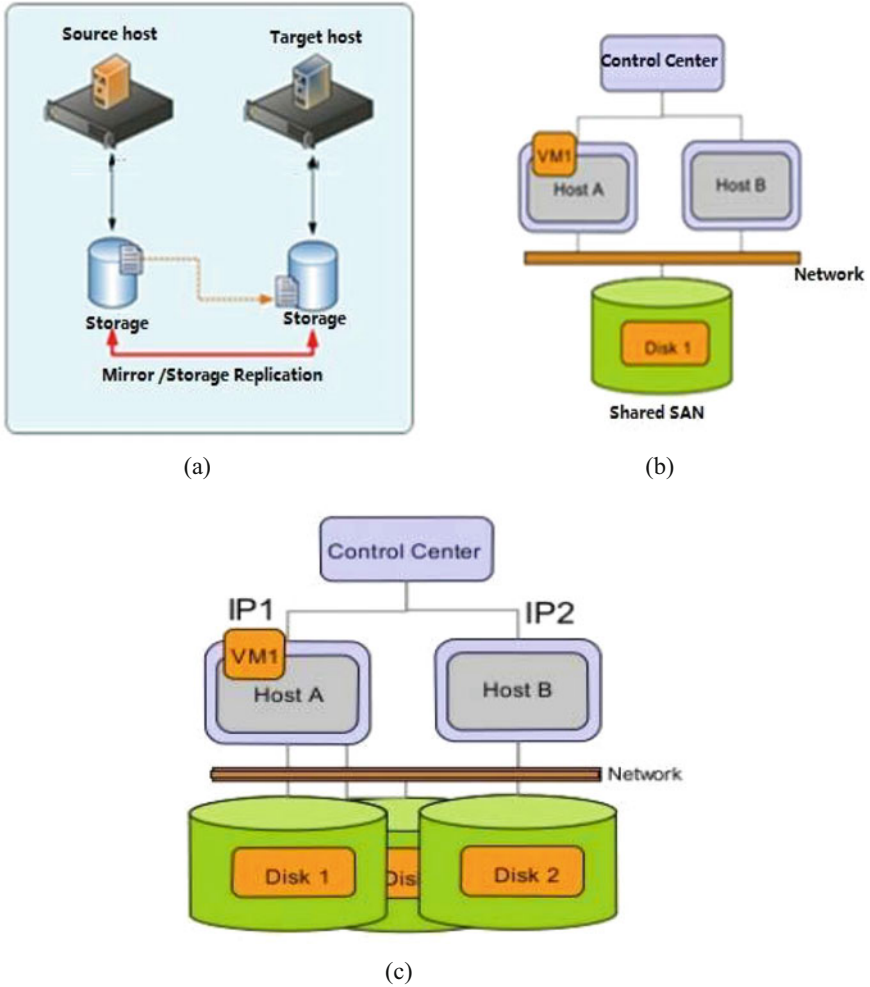 Source host
Target host
Storage
Storage
Mirror /Storage Replication
(a)
Control Center
VM1
Host A
Host B
Network
Disk 1
Shared SAN
(b)
Control Center
IP1
IP2
VM1
Host A
Host B
Network
Disk 1
Disk 2
(c)